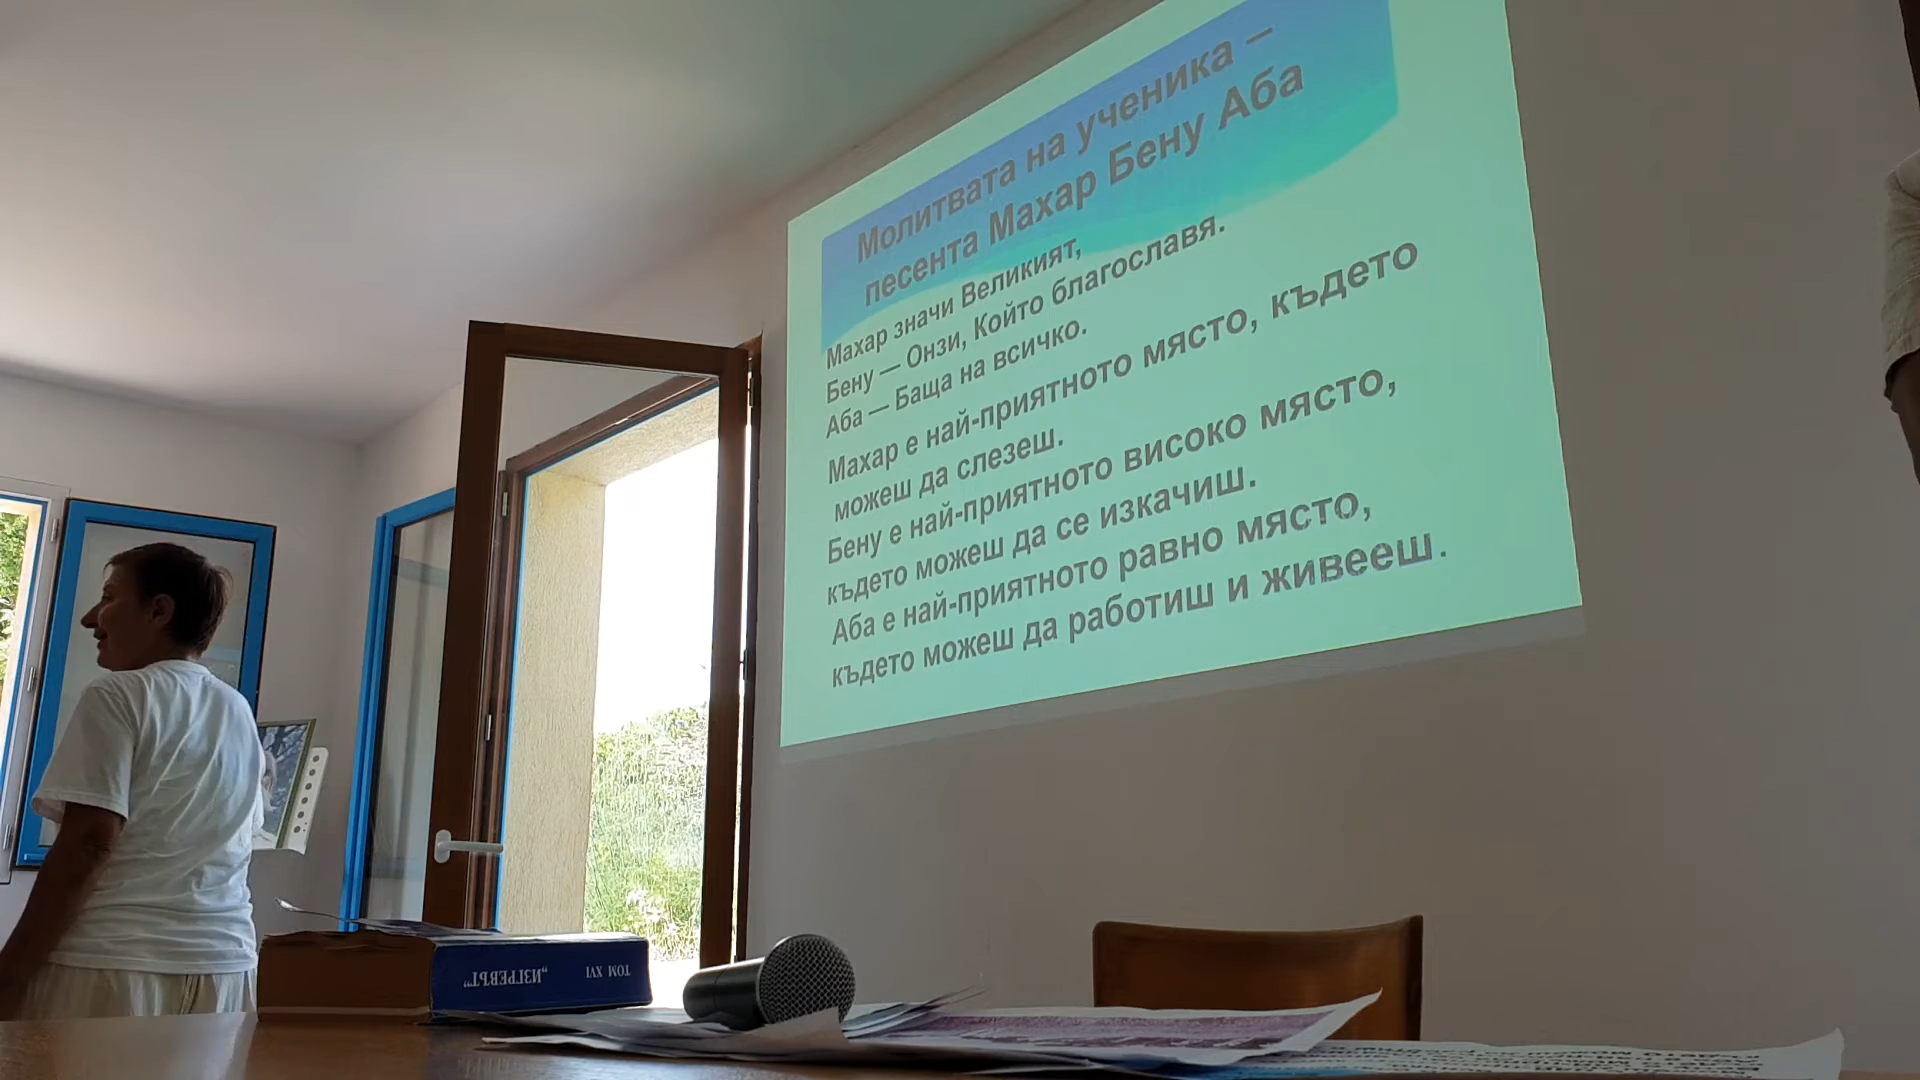 Молитвата на ученика –
песента Махар Бену Аба
Махар значи Великият,
Бену — Онзи, Който благославя.
Аба — Баща на всичко.
Махар е най-приятното място, където
можеш да слезеш.
Бену е най-приятното високо място,
където можеш да се изкачиш.
Аба е най-приятното равно място,
където можеш да работиш и живееш.
„ИЗГРЕВЪТ“ ТОМ XVI